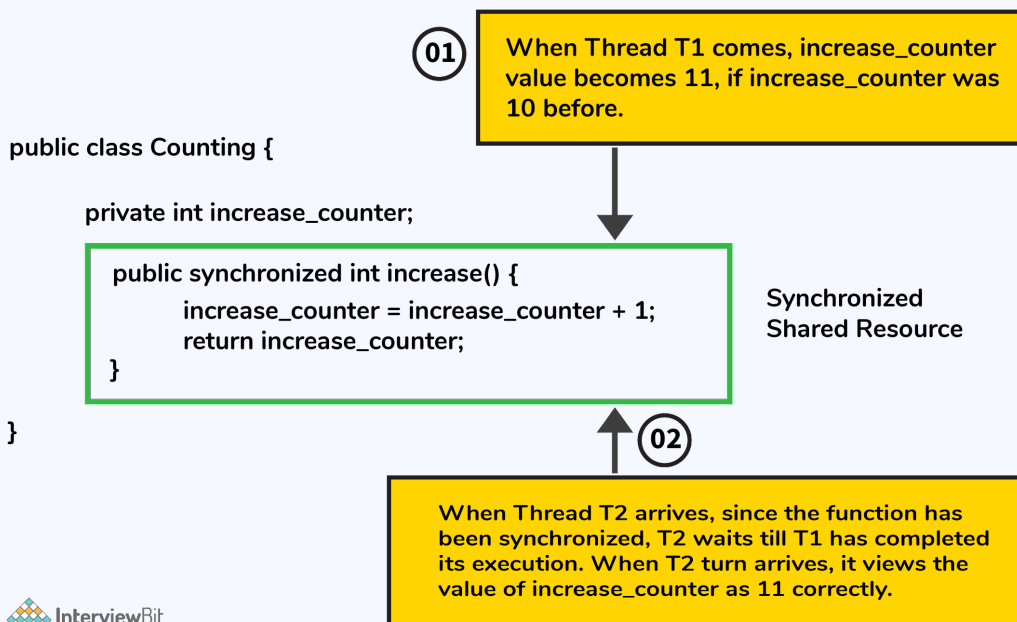 01
When Thread T1 comes, increase_counter
value becomes 11, if increase_counter was
10 before.
public class Counting {
private int increase_counter;
public synchronized int increase() {
increase_counter = increase_counter + 1;
return increase_counter;
}
Synchronized
Shared Resource
}
02
When Thread T2 arrives, since the function has
been synchronized, T2 waits till T1 has completed
its execution. When T2 turn arrives, it views the
value of increase_counter as 11 correctly.
InterviewBit